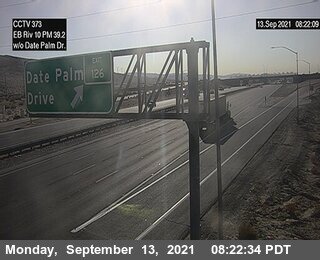 CCTV 373
EB Riv 10 PM 39.2
w/o Date Palm Dr.
13.Sep 2021 08:22:09
EXIT
126
Date Palm
Drive
Monday, September 13, 2021 08:22:34 PDT